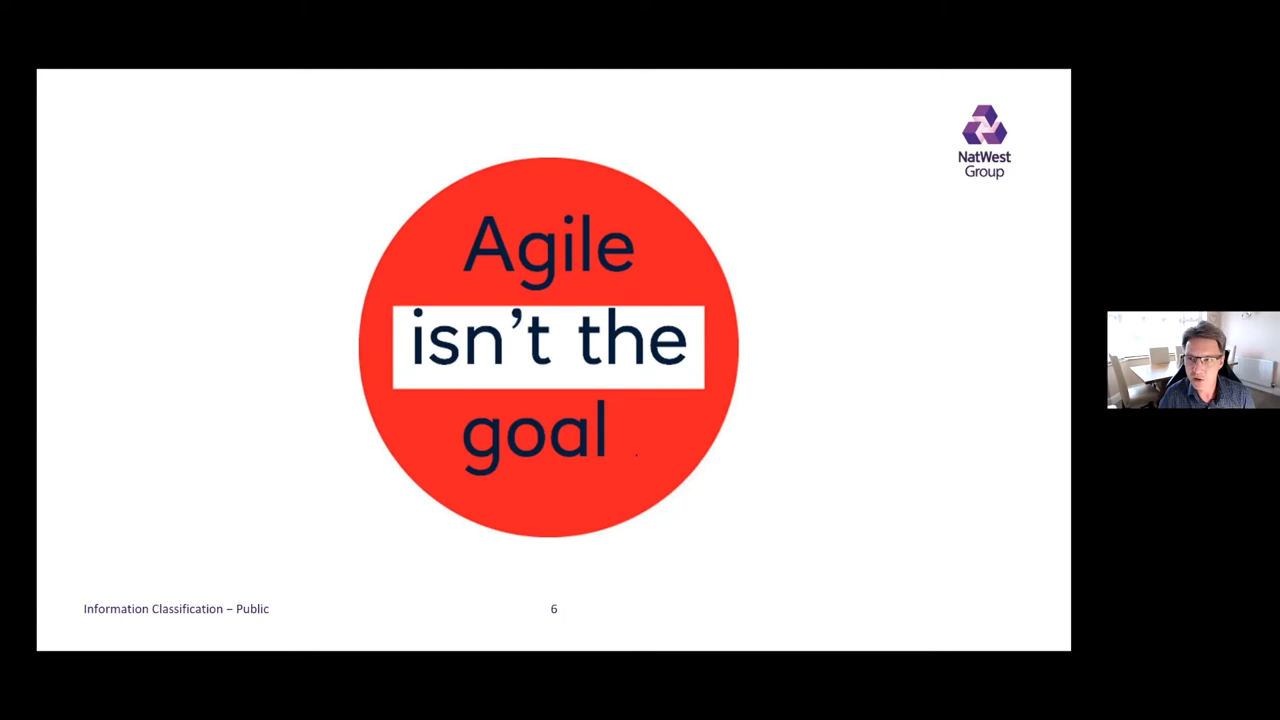 NatWest
Group
Agile
isn’t the
goal
Information Classification – Public
6